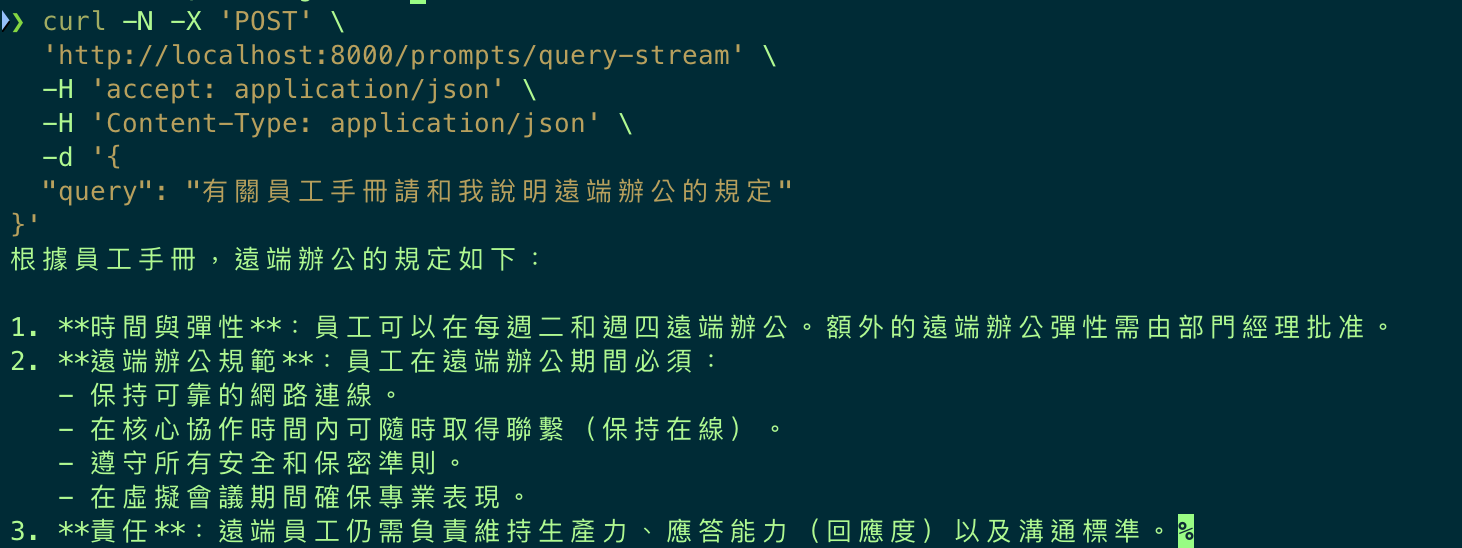 ❯ curl -N -X 'POST' \
  'http://localhost:8000/prompts/query-stream' \
  -H 'accept: application/json' \
  -H 'Content-Type: application/json' \
  -d '{
  "query": "有關員工手冊請和我說明遠端辦公的規定"
}'
根據員工手冊，遠端辦公的規定如下：

1. **時間與彈性**：員工可以在每週二和週四遠端辦公。額外的遠端辦公彈性需由部門經理批准。
2. **遠端辦公規範**：員工在遠端辦公期間必須：
   - 保持可靠的網路連線。
   - 在核心協作時間內可隨時取得聯繫（保持在線）。
   - 遵守所有安全和保密準則。
   - 在虛擬會議期間確保專業表現。
3. **責任**：遠端員工仍需負責維持生產力、應答能力（回應度）以及溝通標準。%